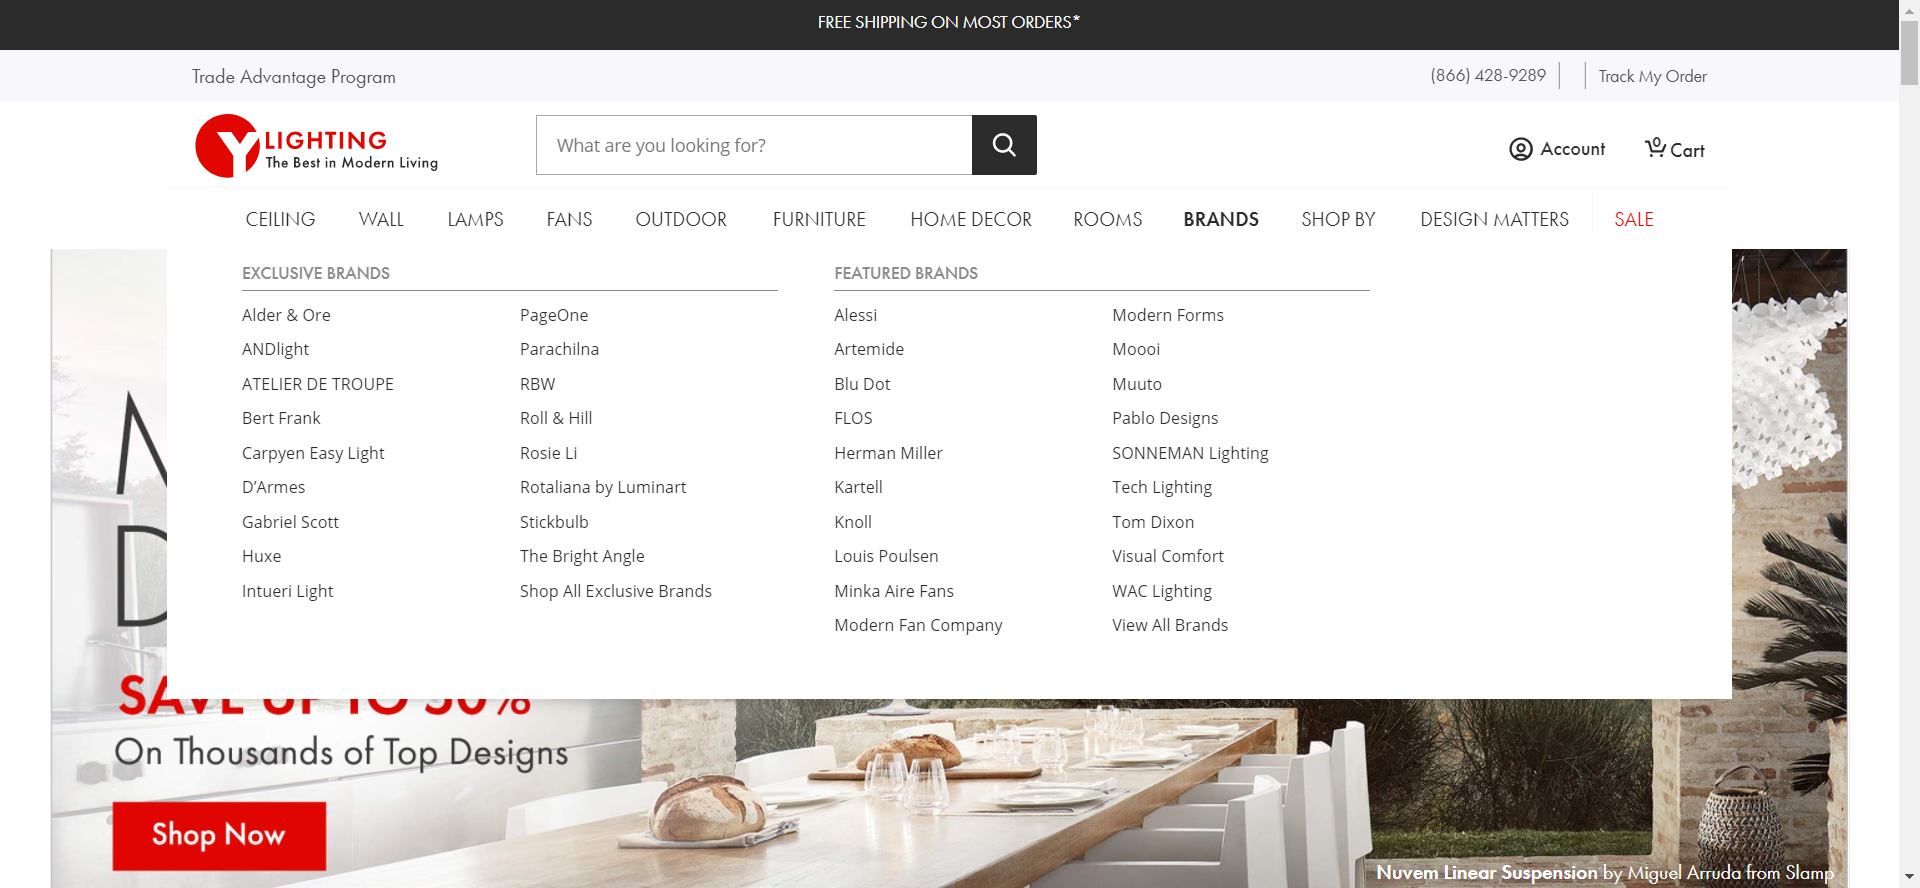 FREE SHIPPING ON MOST ORDERS*
Trade Advantage Program
(866) 428-9289
Track My Order
Y LIGHTING
The Best in Modern Living
What are you looking for?
Account
0
Cart
CEILING
WALL
LAMPS
FANS
OUTDOOR
FURNITURE
HOME DECOR
ROOMS
BRANDS
SHOP BY
DESIGN MATTERS
SALE
EXCLUSIVE BRANDS
Alder & Ore
ANDlight
ATELIER DE TROUPE
Bert Frank
Carpyen Easy Light
D’Armes
Gabriel Scott
Huxe
Intueri Light
PageOne
Parachilna
RBW
Roll & Hill
Rosie Li
Rotaliana by Luminart
Stickbulb
The Bright Angle
Shop All Exclusive Brands
FEATURED BRANDS
Alessi
Artemide
Blu Dot
FLOS
Herman Miller
Kartell
Knoll
Louis Poulsen
Minka Aire Fans
Modern Fan Company
Modern Forms
Moooi
Muuto
Pablo Designs
SONNEMAN Lighting
Tech Lighting
Tom Dixon
Visual Comfort
WAC Lighting
View All Brands
SAVE UP TO 50%
On Thousands of Top Designs
Shop Now
Nuvem Linear Suspension by Miguel Arruda from Slamp